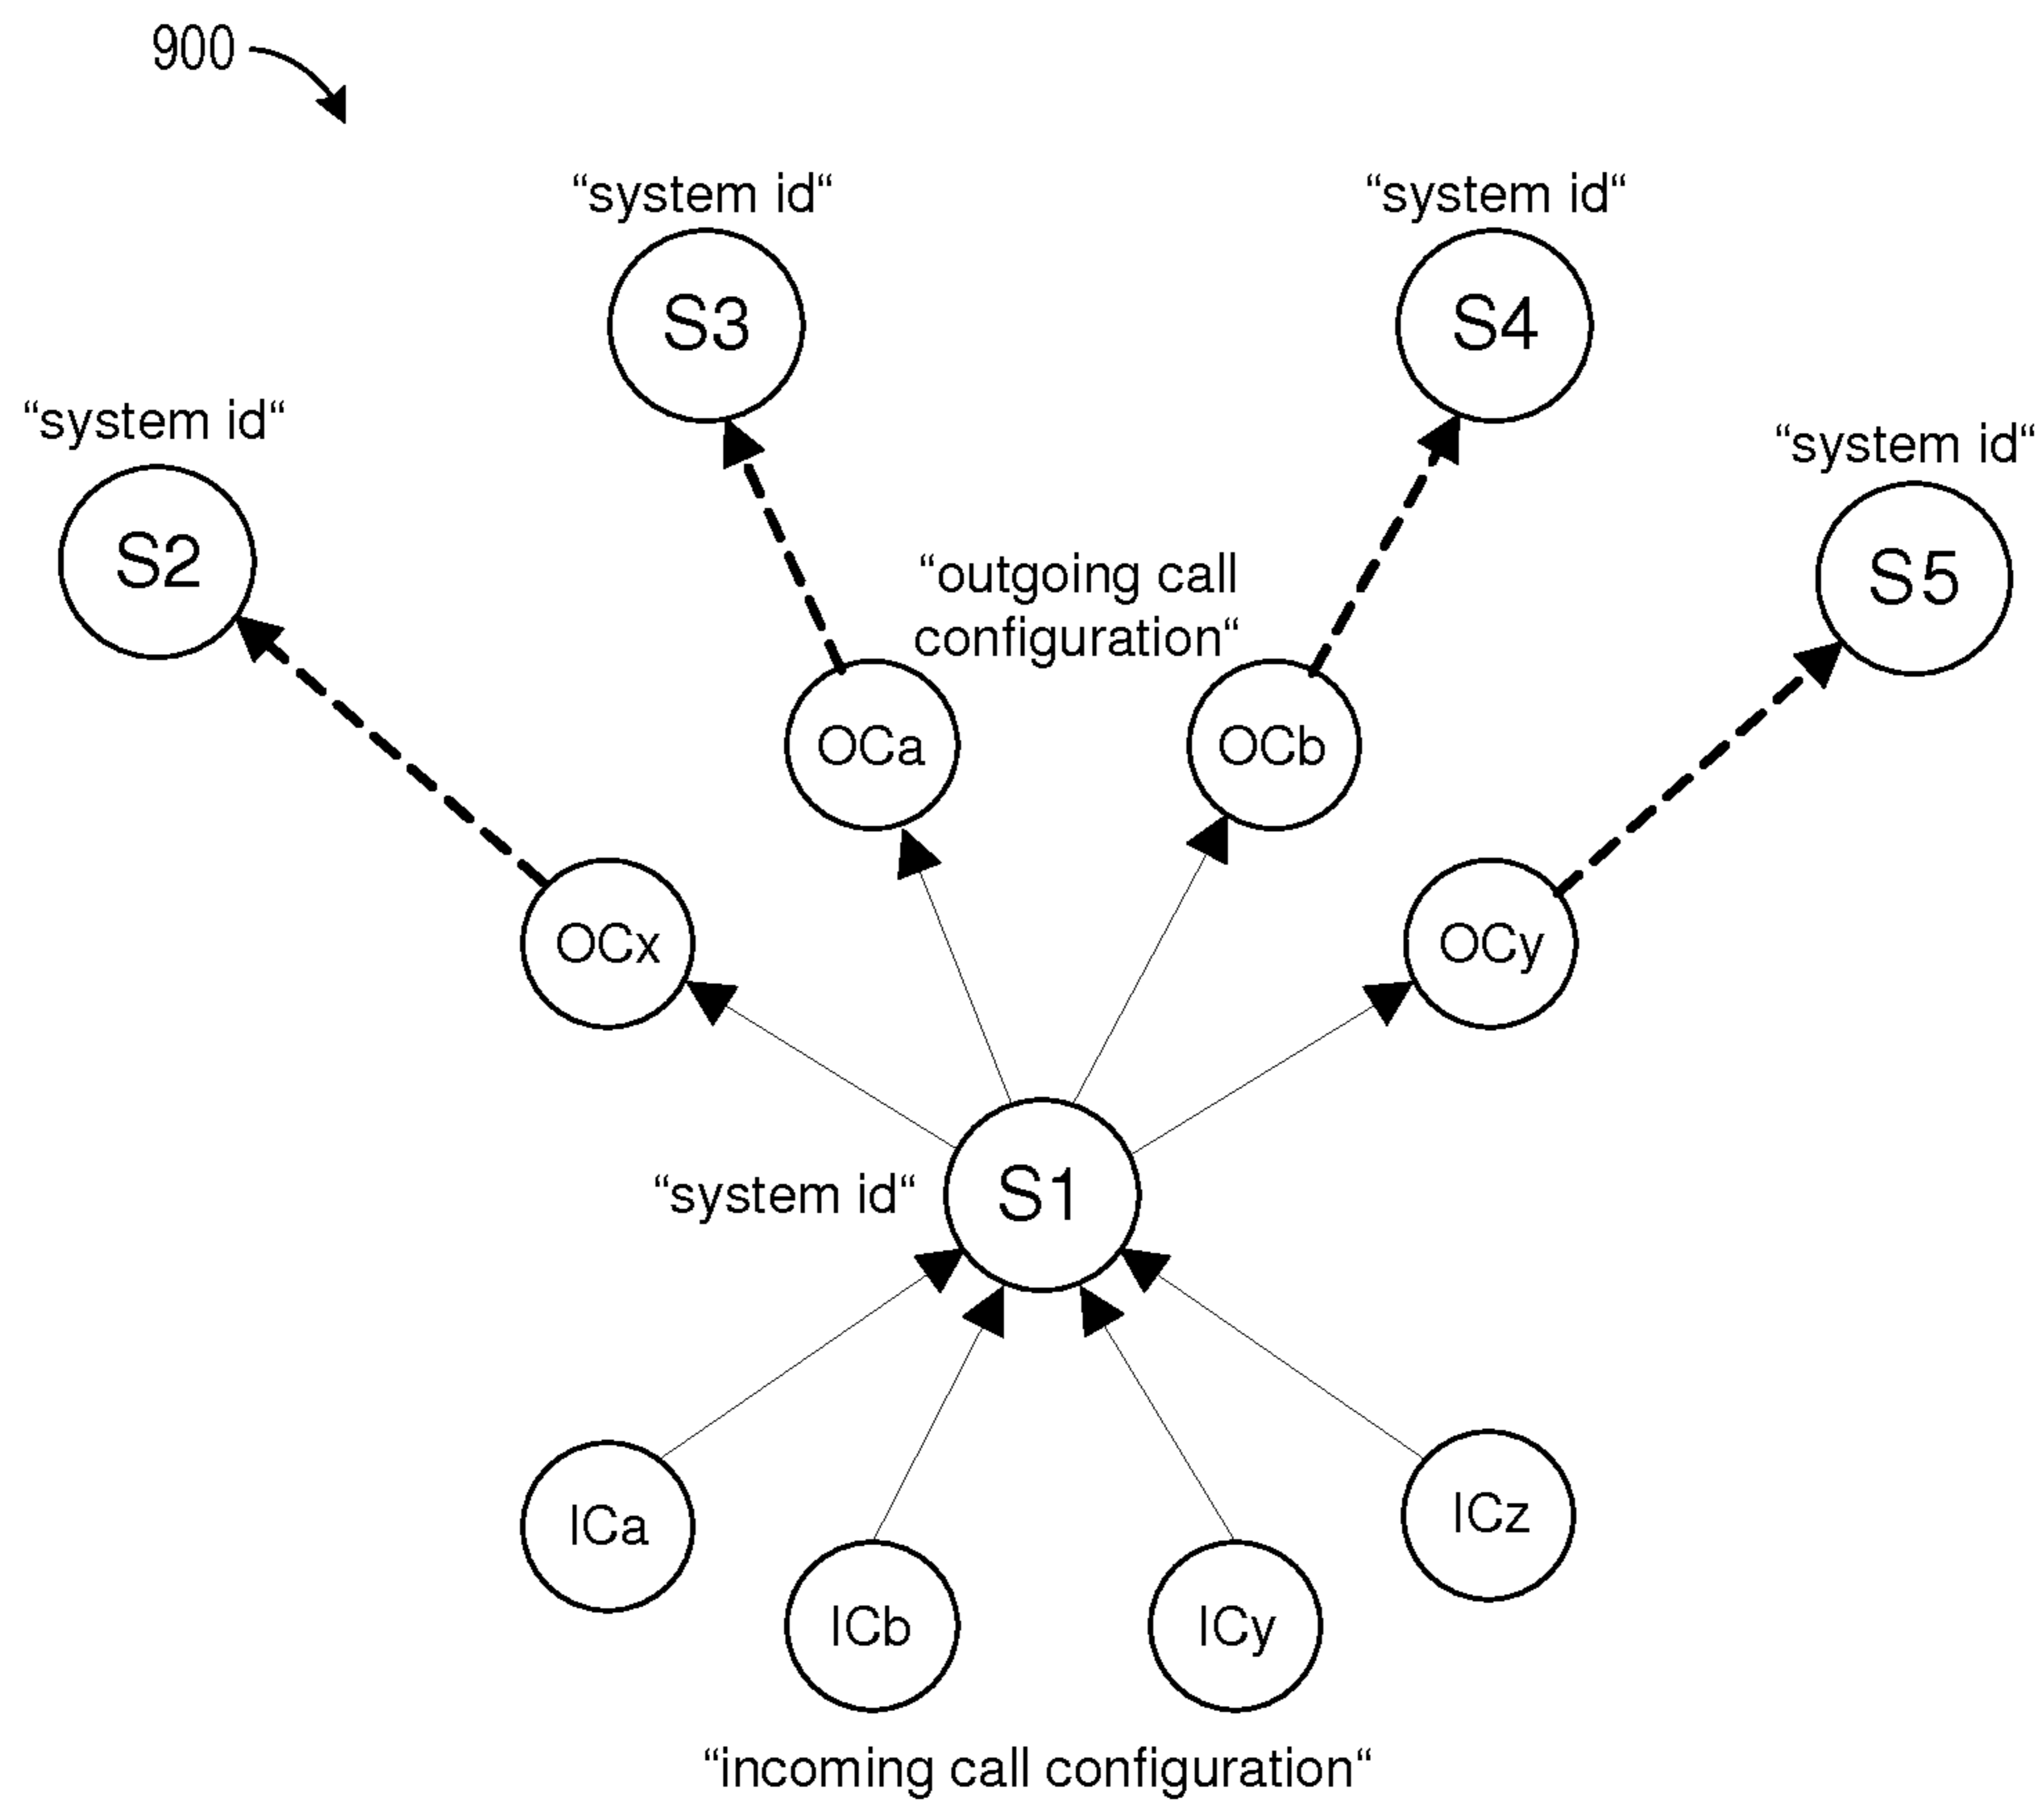 900
“system id“
“system id“
S3
S4
“system id“
“system id“
S2
S5
“outgoing call
configuration“
OCa
OCb
OCx
OCy
“system id“
S1
ICa
ICz
ICb
ICy
“incoming call configuration“